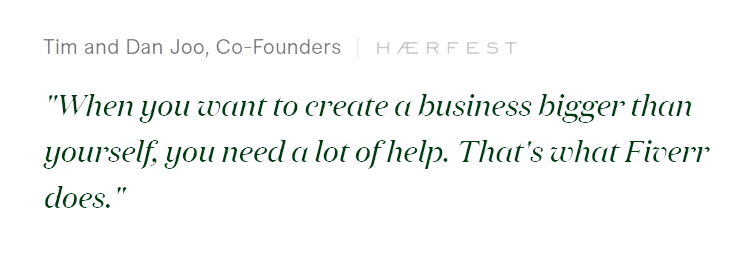 Tim and Dan Joo, Co-Founders HÆRFEST
"When you want to create a business bigger than
yourself, you need a lot of help. That's what Fiverr
does."